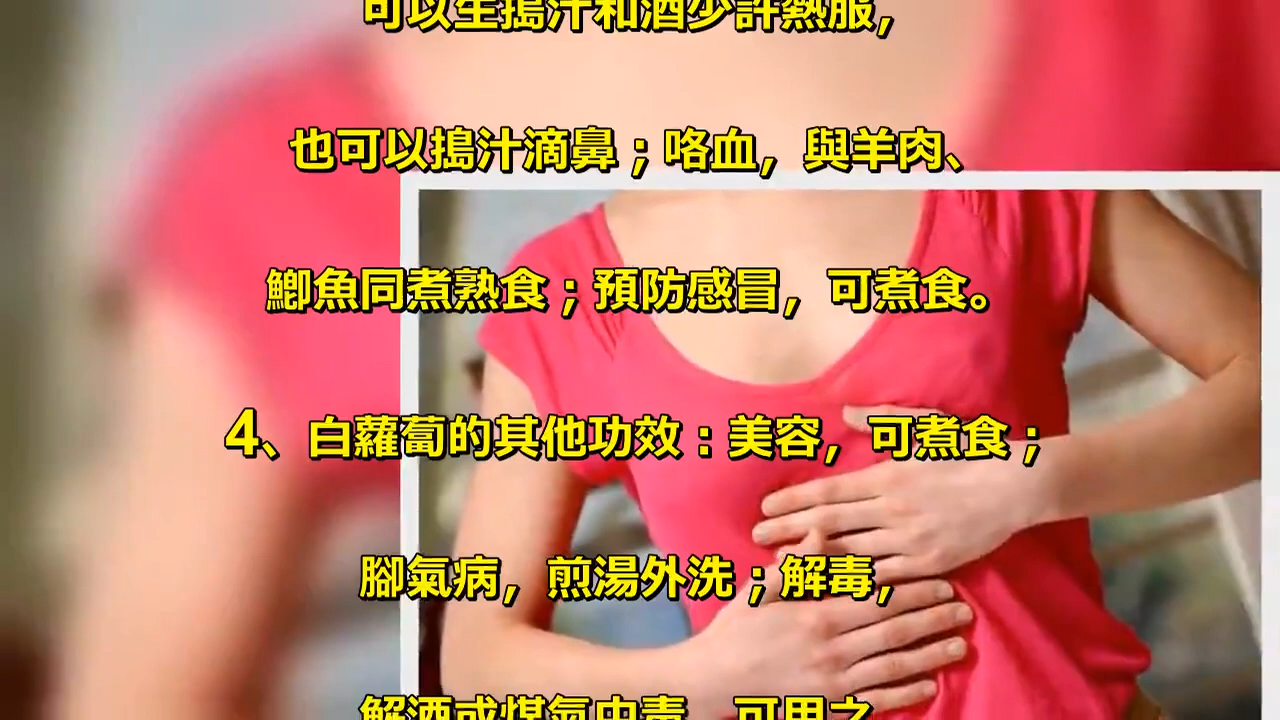 可以生搗汁和酒少許熱服，
也可以搗汁滴鼻；咯血，與羊肉、
鯽魚同煮熟食；預防感冒，可煮食。
4、白蘿蔔的其他功效：美容，可煮食；
腳氣病，煎湯外洗；解毒，
解酒或煤氣中毒，可用之